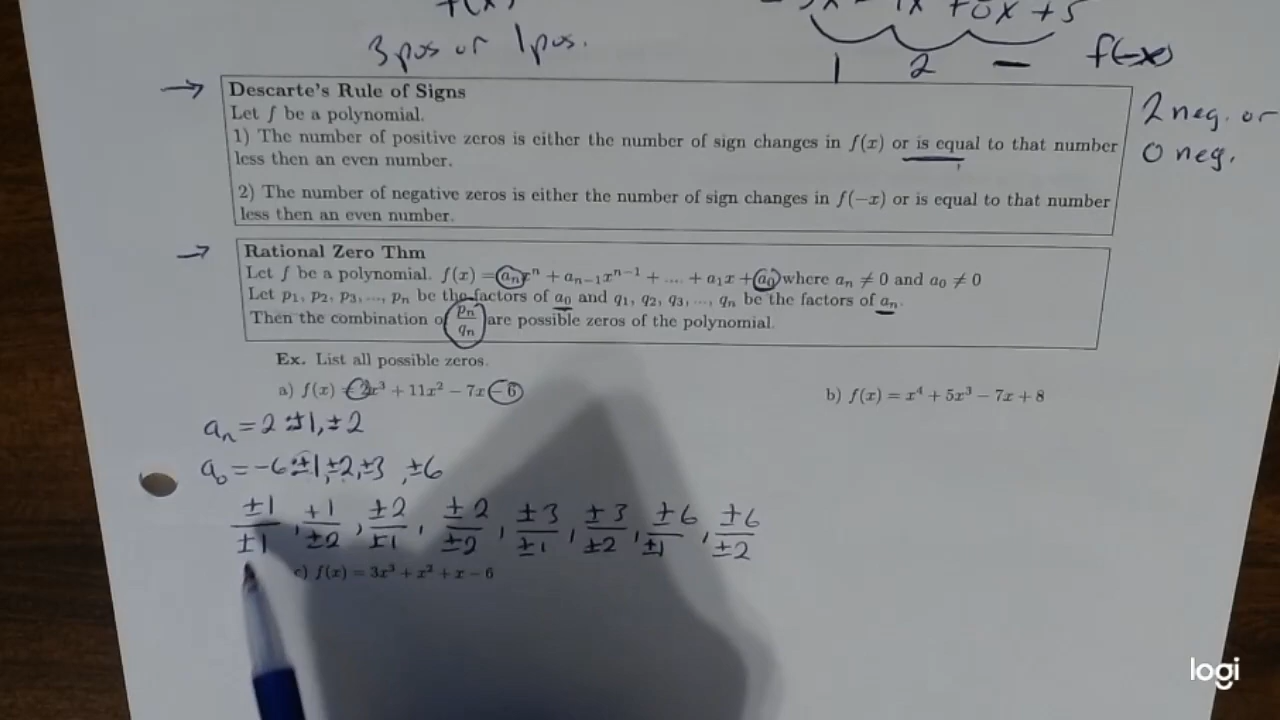 3 pos or 1 pos.
+ 5
1 2 — f(-x)
2 neg. or
0 neg.
→ Descarte's Rule of Signs
Let f be a polynomial.
1) The number of positive zeros is either the number of sign changes in f(x) or is equal to that number
less then an even number.
2) The number of negative zeros is either the number of sign changes in f(−x) or is equal to that number
less then an even number.
→ Rational Zero Thm
Let f be a polynomial. f(x) = aₙxⁿ + aₙ₋₁xⁿ⁻¹ + .... + a₁x + a₀ where aₙ ≠ 0 and a₀ ≠ 0
Let p₁, p₂, p₃, ..., pₙ be the factors of a₀ and q₁, q₂, q₃, ..., qₙ be the factors of aₙ.
Then the combination o pₙ/qₙ are possible zeros of the polynomial.
Ex. List all possible zeros.
a) f(x) = 2x³ + 11x² − 7x − 6
b) f(x) = x⁴ + 5x³ − 7x + 8
aₙ = 2 : ±1, ±2
a₀ = -6 : ±1, ±2, ±3, ±6
±1/±1, +1/±2, ±2/±1, ±2/±2, ±3/±1, ±3/±2, ±6/±1, ±6/±2
c) f(x) = 3x³ + x² + x − 6
logi